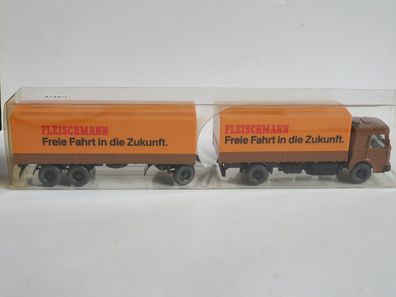 FLEISCHMANN
Freie Fahrt in die Zukunft.
FLEISCHMANN
Freie Fahrt in die Zukunft.